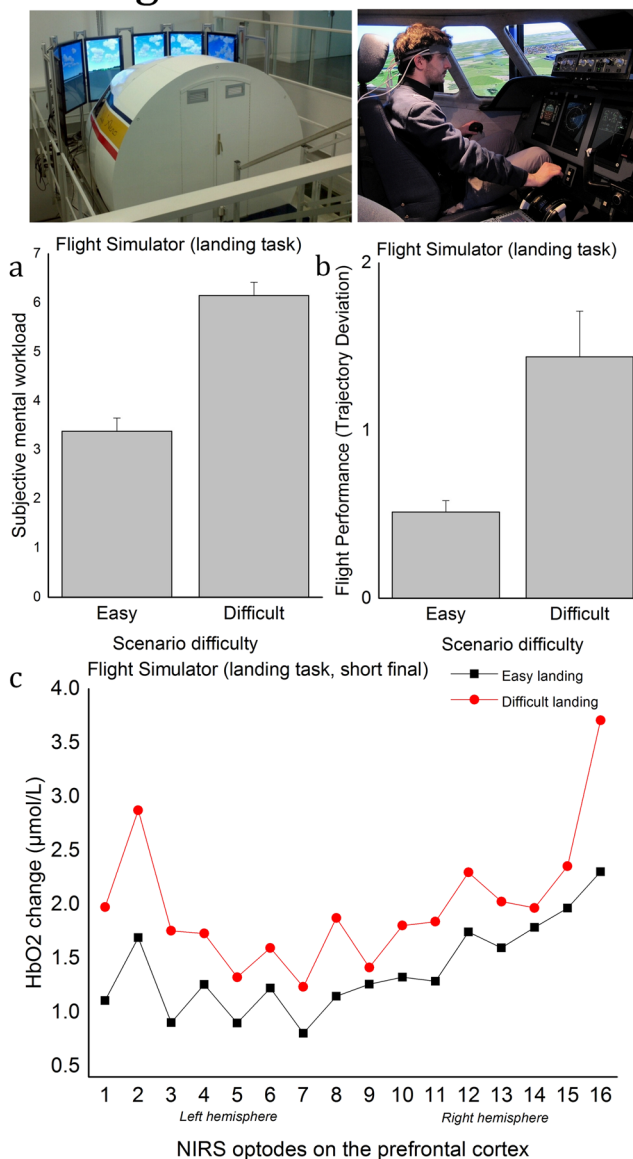 a
Flight Simulator (landing task)
7
6
5
4
3
2
1
0
Subjective mental workload
Easy Difficult
Scenario difficulty
b
Flight Simulator (landing task)
2
1
0
Flight Performance (Trajectory Deviation)
Easy Difficult
Scenario difficulty
c
Flight Simulator (landing task, short final)
Easy landing
Difficult landing
4.0
3.5
3.0
2.5
2.0
1.5
1.0
0.5
HbO2 change (μmol/L)
1 2 3 4 5 6 7 8 9 10 11 12 13 14 15 16
Left hemisphere Right hemisphere
NIRS optodes on the prefrontal cortex